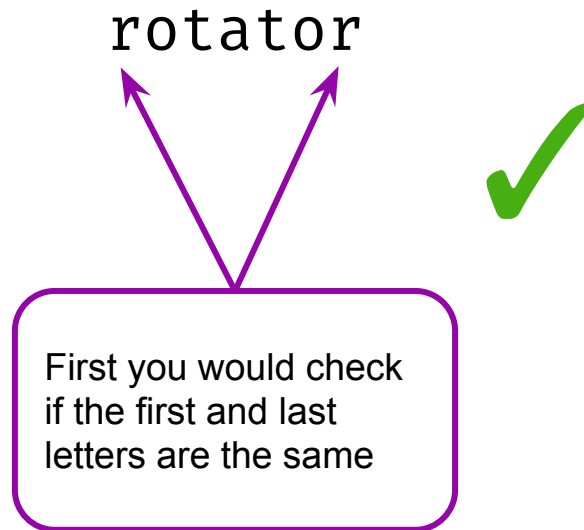 rotator
First you would check
if the first and last
letters are the same